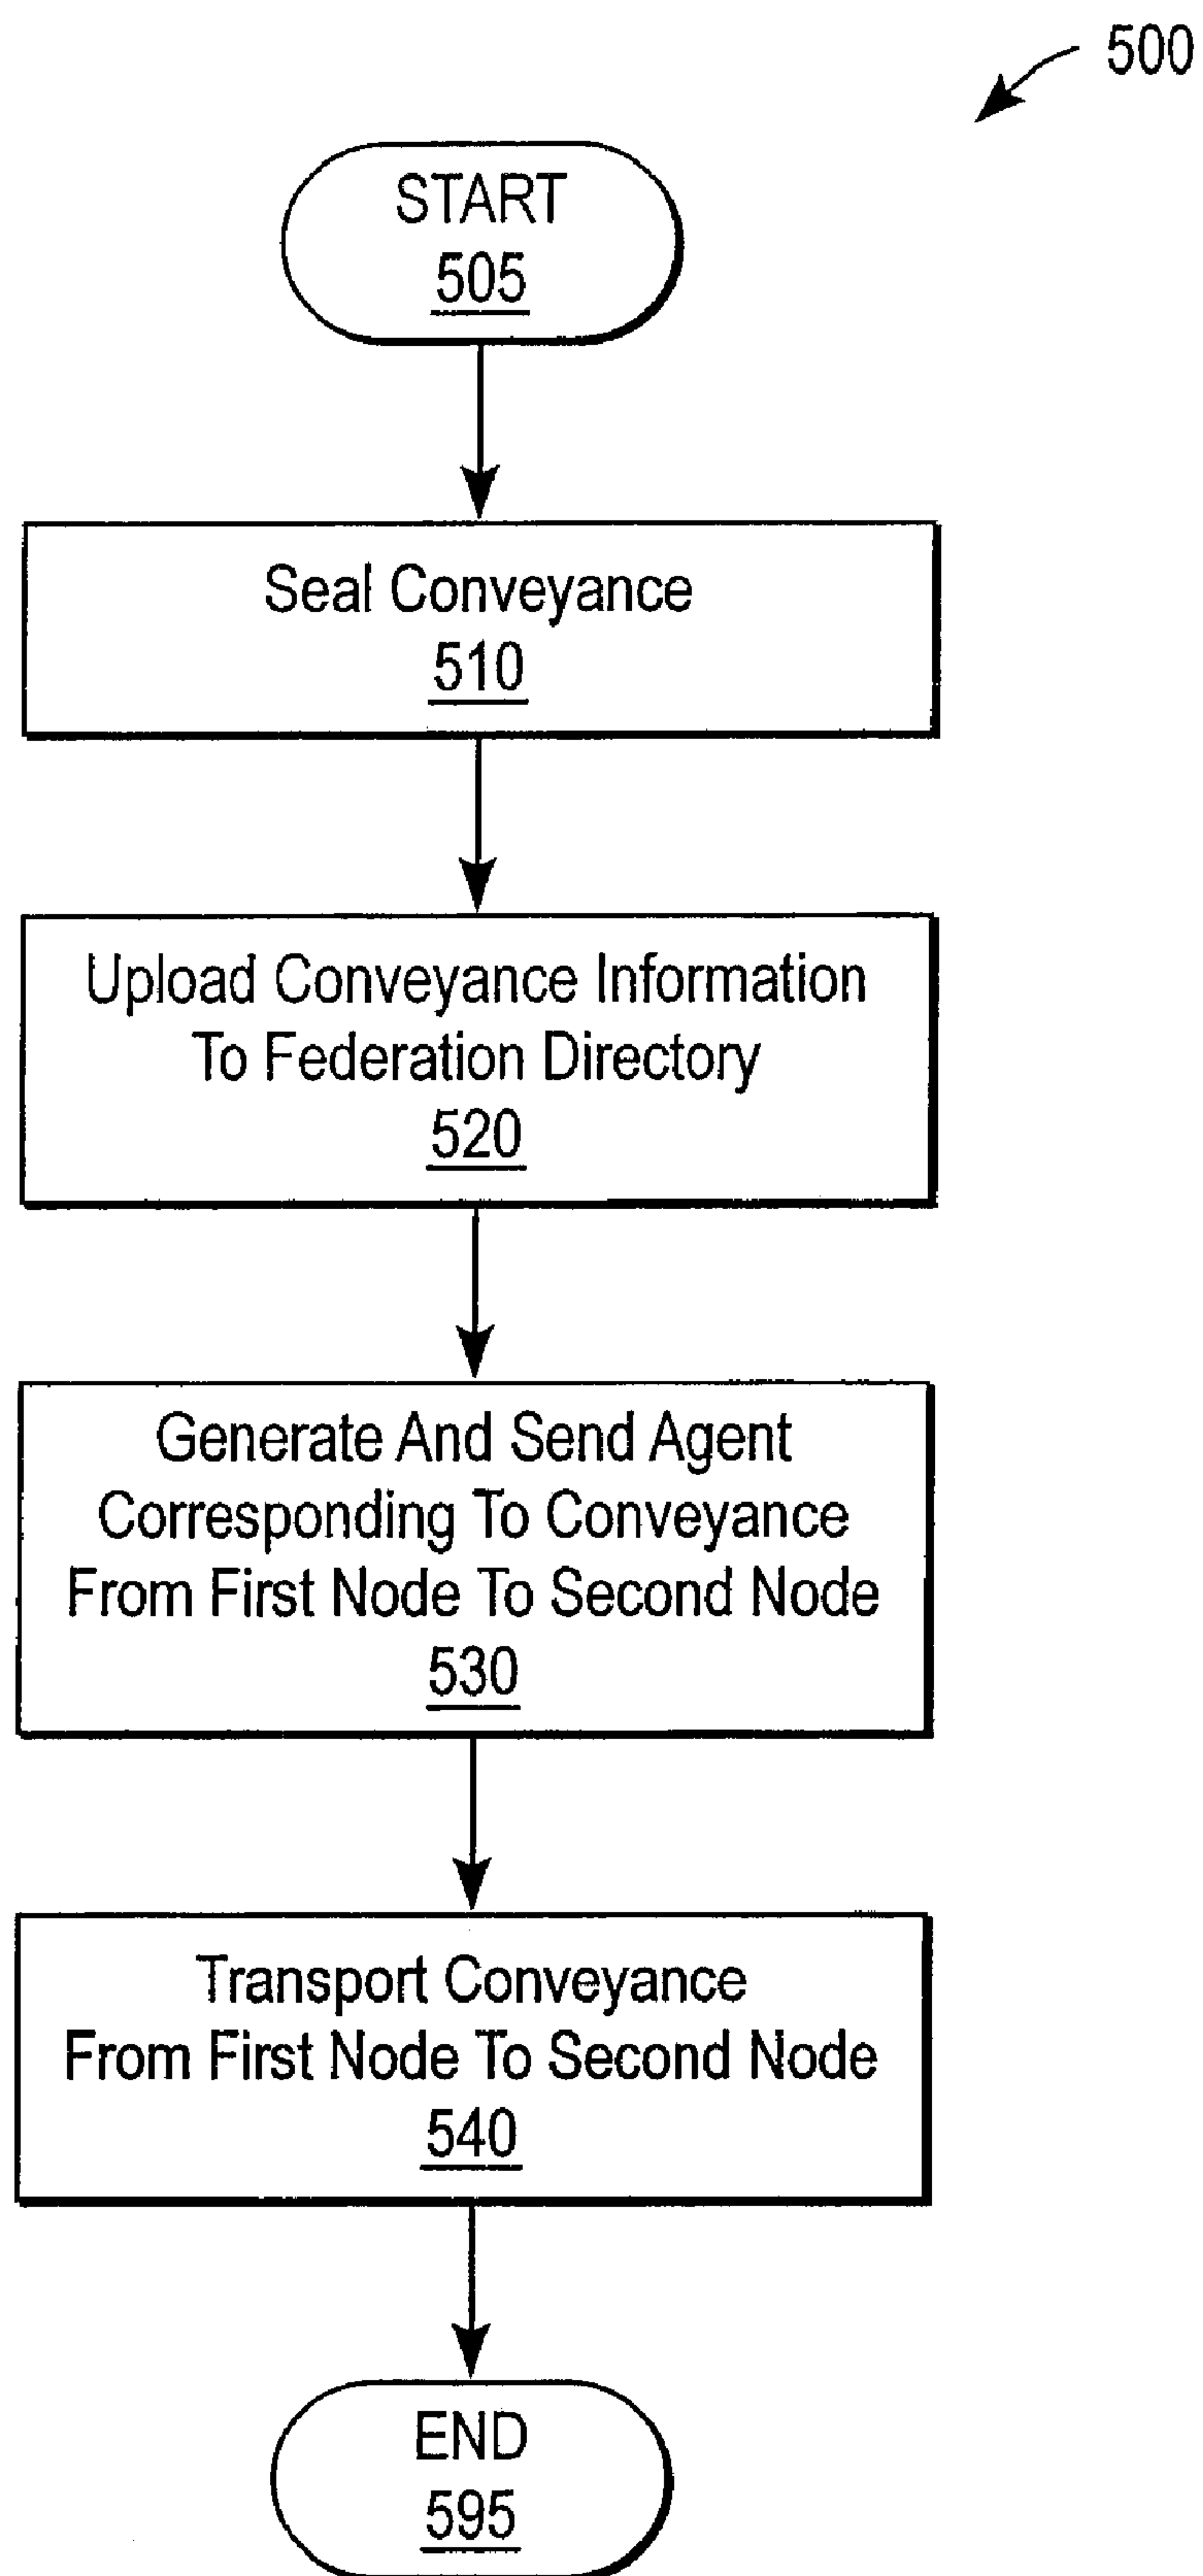 500
START
505
Seal Conveyance
510
Upload Conveyance Information
To Federation Directory
520
Generate And Send Agent
Corresponding To Conveyance
From First Node To Second Node
530
Transport Conveyance
From First Node To Second Node
540
END
595